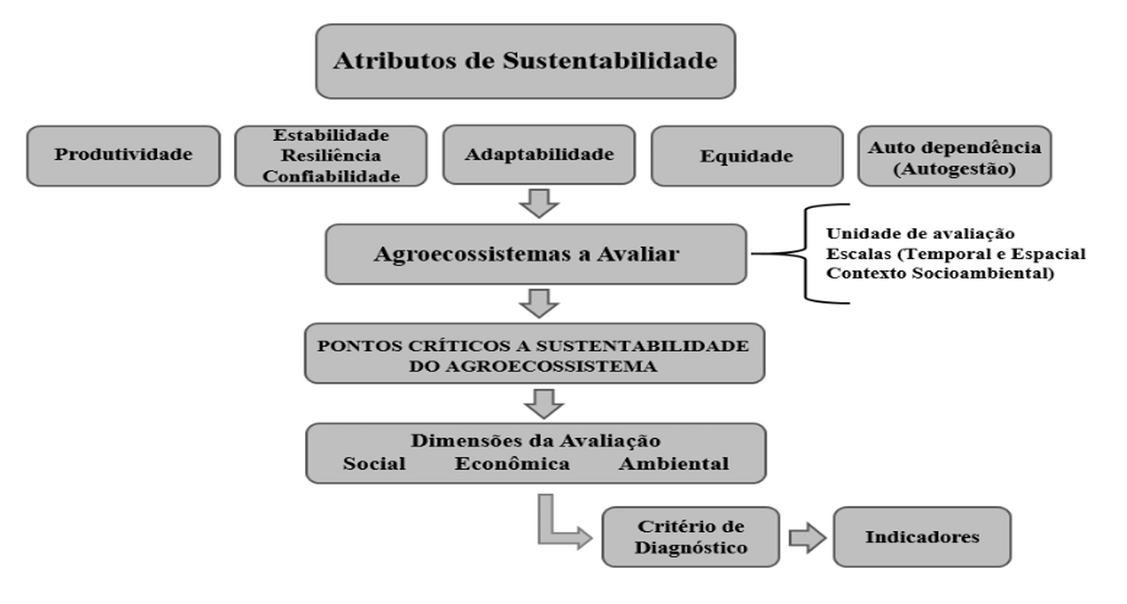 Atributos de Sustentabilidade
Produtividade
Estabilidade
Resiliência
Confiabilidade
Adaptabilidade
Equidade
Auto dependência
(Autogestão)
Agroecossistemas a Avaliar
Unidade de avaliação
Escalas (Temporal e Espacial
Contexto Socioambiental)
PONTOS CRÍTICOS A SUSTENTABILIDADE
DO AGROECOSSISTEMA
Dimensões da Avaliação
Social Econômica Ambiental
Critério de
Diagnóstico
Indicadores